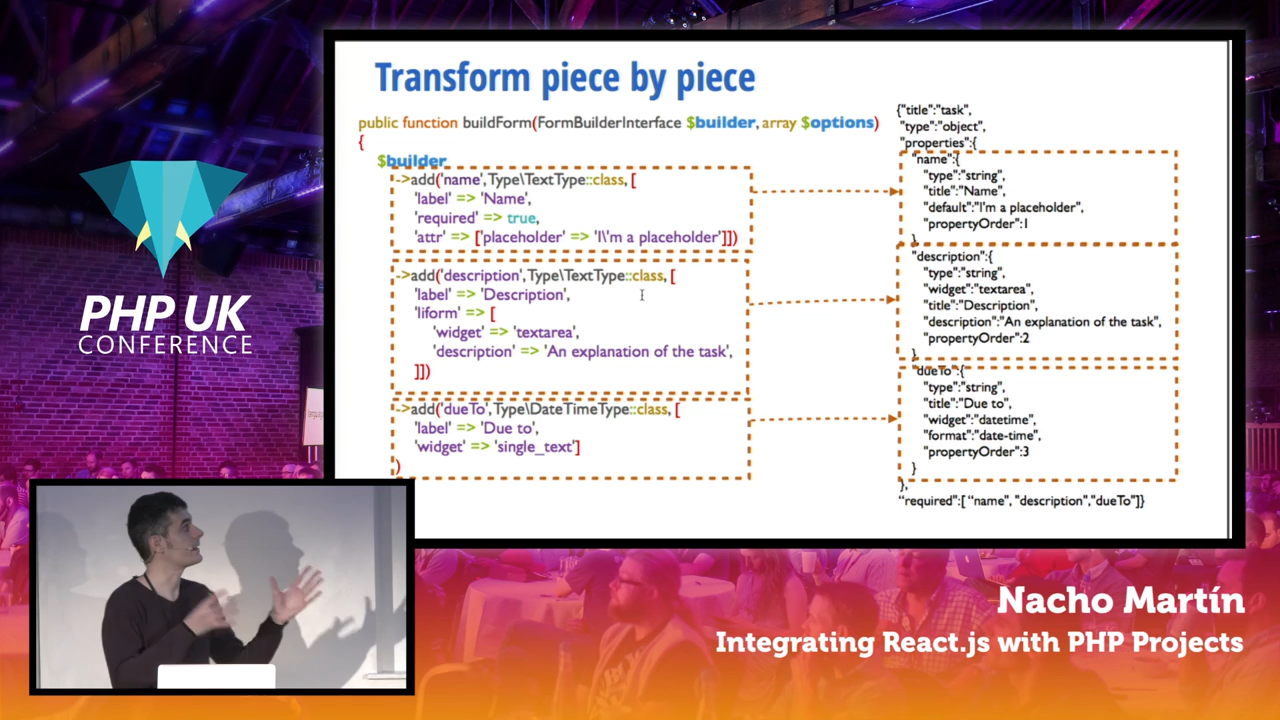 Transform piece by piece
public function buildForm(FormBuilderInterface $builder, array $options)
{
$builder
->add('name',Type\TextType::class, [
'label' => 'Name',
'required' => true,
'attr' => ['placeholder' => 'I\'m a placeholder']])
->add('description',Type\TextType::class, [
'label' => 'Description',
'liform' => [
'widget' => 'textarea',
'description' => 'An explanation of the task',
]])
->add('dueTo',Type\DateTimeType::class, [
'label' => 'Due to',
'widget' => 'single_text']
)
{"title":"task",
"type":"object",
"properties":{
"name":{
"type":"string",
"title":"Name",
"default":"I'm a placeholder",
"propertyOrder":1
},
"description":{
"type":"string",
"widget":"textarea",
"title":"Description",
"description":"An explanation of the task",
"propertyOrder":2
},
"dueTo":{
"type":"string",
"title":"Due to",
"widget":"datetime",
"format":"date-time",
"propertyOrder":3
}
},
"required":[ "name", "description","dueTo"]}
PHP UK
CONFERENCE
Nacho Martín
Integrating React.js with PHP Projects